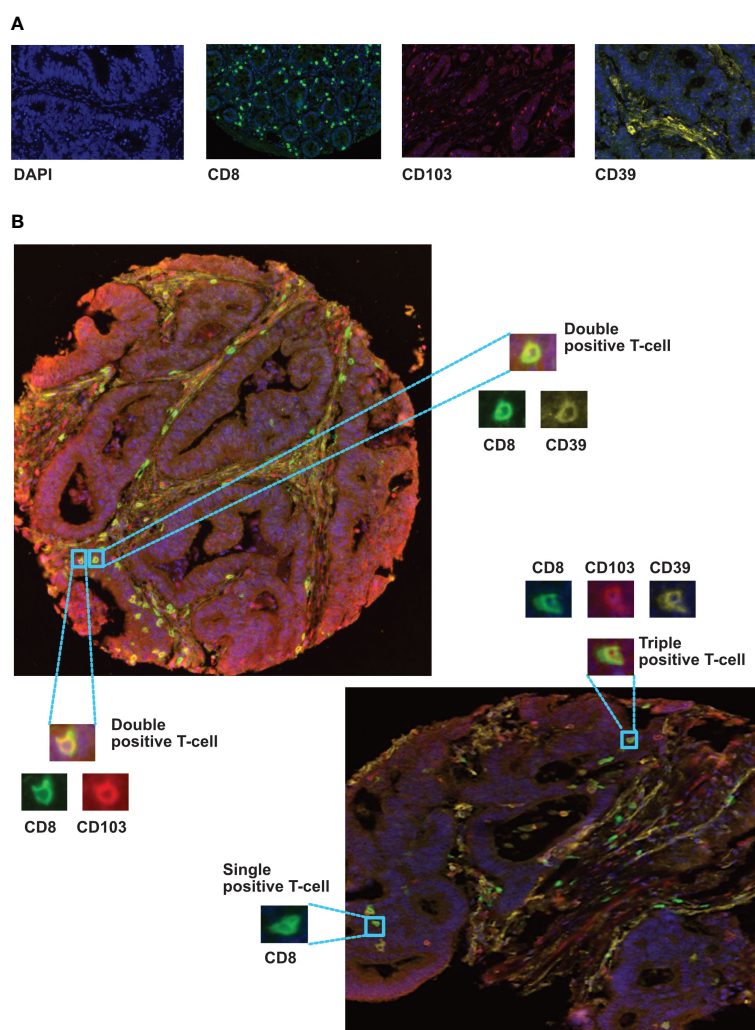 A
DAPI
CD8
CD103
CD39
B
Double
positive T-cell
CD8
CD39
CD8
CD103
CD39
Triple
positive T-cell
Double
positive T-cell
CD8
CD103
Single
positive T-cell
CD8